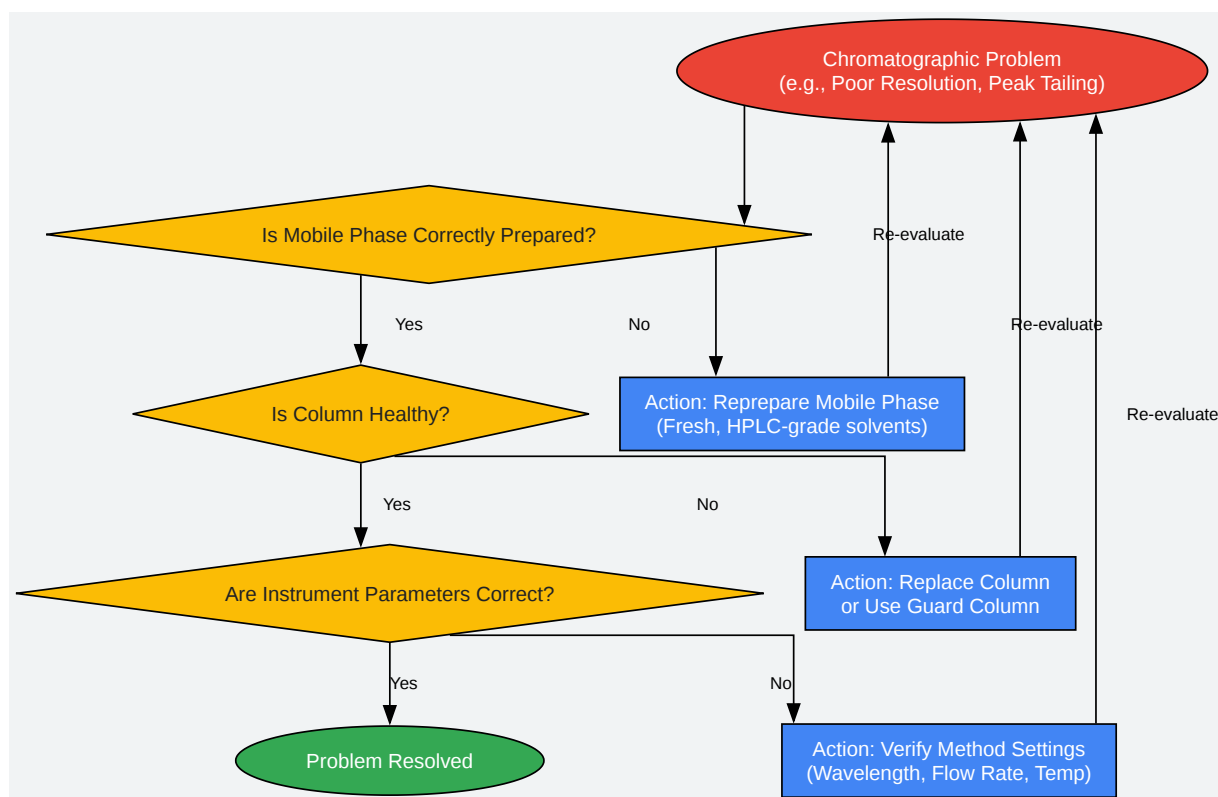 Chromatographic Problem
(e.g., Poor Resolution, Peak Tailing)
Is Mobile Phase Correctly Prepared?
Re-evaluate
Yes
No
Re-evaluate
Is Column Healthy?
Action: Reprepare Mobile Phase
(Fresh, HPLC-grade solvents)
Re-evaluate
Yes
No
Are Instrument Parameters Correct?
Action: Replace Column
or Use Guard Column
Yes
No
Problem Resolved
Action: Verify Method Settings
(Wavelength, Flow Rate, Temp)